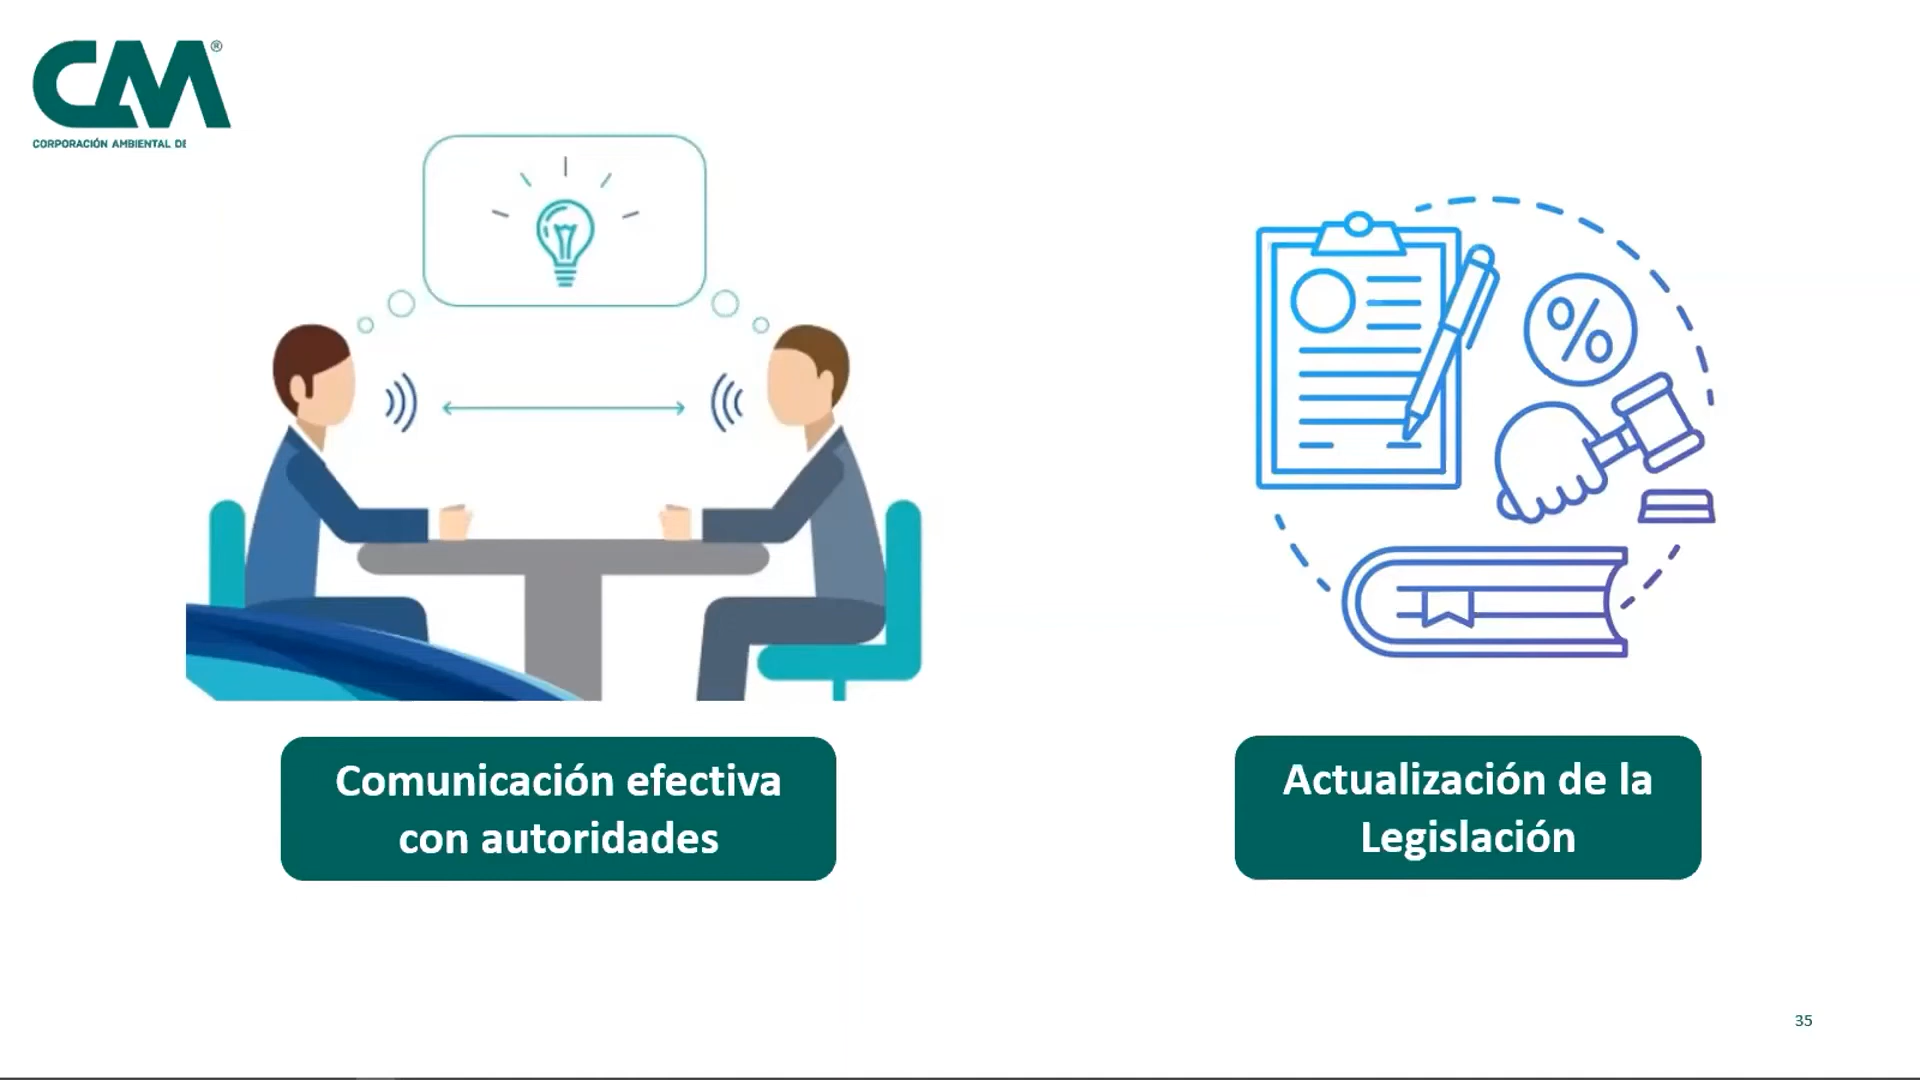 CAM®
CORPORACIÓN AMBIENTAL DE
%
Comunicación efectiva
con autoridades
Actualización de la
Legislación
35